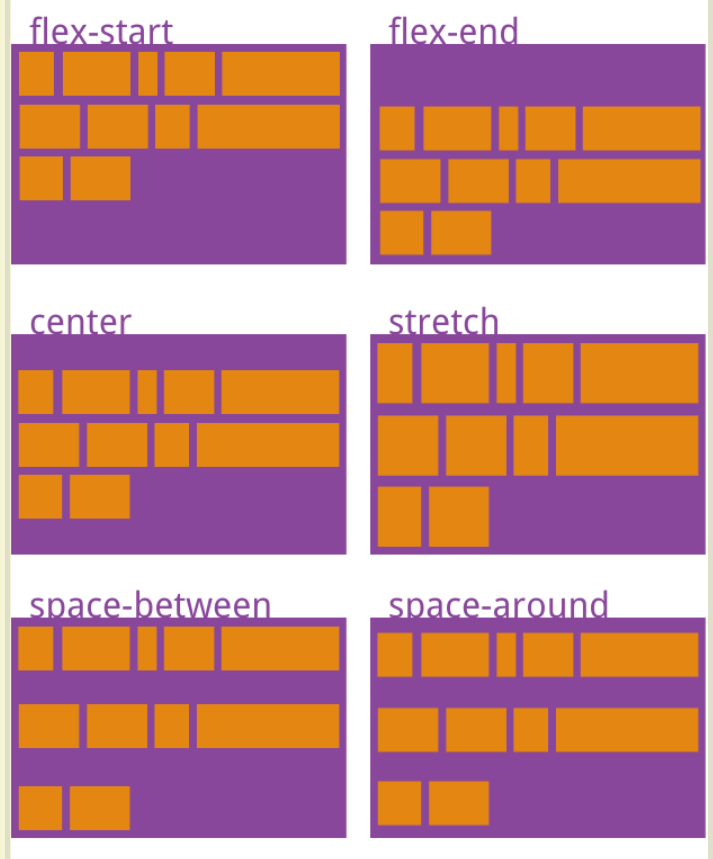 flex-start
flex-end
center
stretch
space-between
space-around